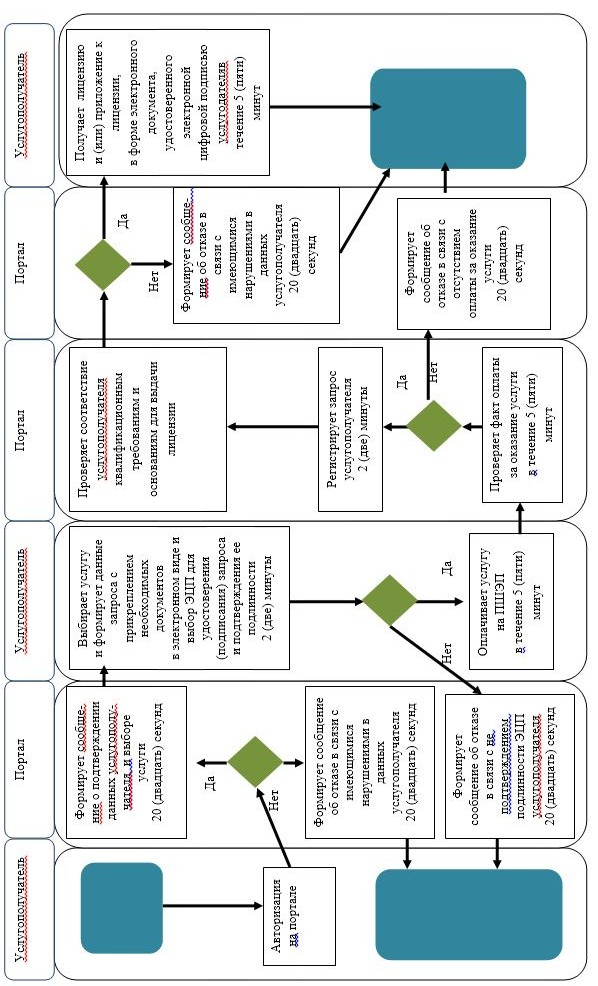 Услугополучатель
Портал
Услугополучатель
Портал
Портал
Услугополучатель
Авторизация
на портале
Формирует сообще-
ние о подтверждении
данных услугополу-
чателя, и выборе
услуги
20 (двадцать) секунд
Да
Нет
Формирует сообщение
об отказе в связи с
имеющимися
нарушениями в
данных
услугополучателя
20 (двадцать) секунд
Формирует
сообщение об отказе
в связи с не
подтверждением
подлинности ЭЦП
услугополучателя
20 (двадцать) секунд
Выбирает услугу
и формирует данные
запроса с
прикреплением
необходимых
документов
в электронном виде и
выбор ЭЦП для
удостоверения
(подписания) запроса
и подтверждения ее
подлинности
2 (две) минуты
Да
Нет
Оплачивает услугу
на ПШЭП
в течение 5 (пяти)
минут
Проверяет соответствие
услугополучателя
квалификационным
требованиям и
основаниям для выдачи
лицензии
Регистрирует запрос
услугополучателя
2 (две) минуты
Да
Нет
Проверяет факт оплаты
за оказание услуги
в течение 5 (пяти)
минут
Да
Нет
Формирует сообще-
ние об отказе в
связи с
имеющимися
нарушениями в
данных
услугополучателя
20 (двадцать)
секунд
Формирует
сообщение об
отказе в связи с
отсутствием
оплаты за оказание
услуги
20 (двадцать)
секунд
Получает лицензию
и (или) приложение к
лицензии,
в форме электронного
документа,
удостоверенного
электронной
цифровой подписью
услугодателяв
течение 5 (пяти)
минут